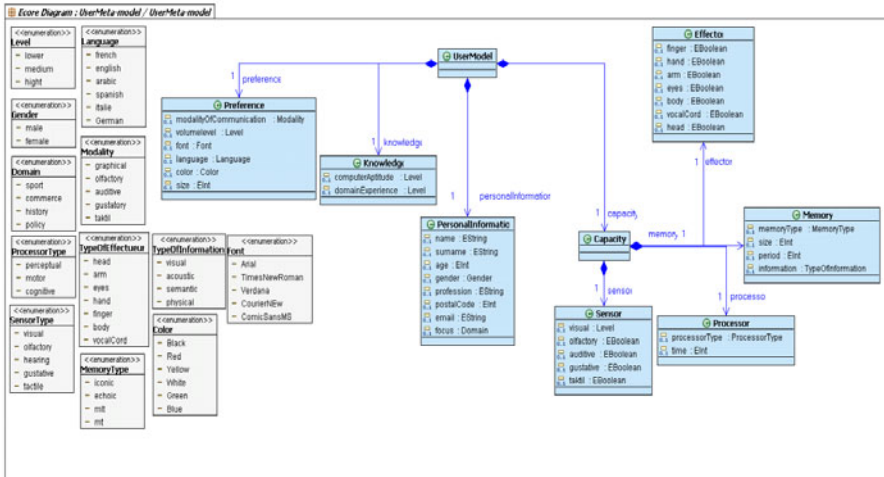 Ecore Diagram : UserMeta-model / UserMeta-model
<<enumeration>>
Level
lower
medium
hight
<<enumeration>>
Gender
male
female
<<enumeration>>
Domain
sport
commerce
history
policy
<<enumeration>>
ProcessorType
perceptual
motor
cognitive
<<enumeration>>
SensorType
visual
olfactory
hearing
gustative
tactile
<<enumeration>>
Language
french
english
arabic
spanish
italie
German
<<enumeration>>
Modality
graphical
olfactory
auditive
gustatory
taktil
<<enumeration>>
TypeOfEffectueur
head
arm
eyes
hand
finger
body
vocalCord
<<enumeration>>
MemoryType
iconic
echoic
mlt
mt
<<enumeration>>
TypeOfInformation
visual
acoustic
semantic
physical
<<enumeration>>
Color
Black
Red
Yellow
White
Green
Blue
<<enumeration>>
Font
Arial
TimesNewRoman
Verdana
CourierNEw
ComicSansMS
UserModel
1 preference
1 knowledge
1 personalInformation
1 capacity
Preference
modalityOfCommunication : Modality
volumelevel : Level
font : Font
language : Language
color : Color
size : EInt
Knowledge
computerAptitude : Level
domainExperience : Level
PersonalInformatic
name : EString
surname : EString
age : EInt
gender : Gender
profession : EString
postalCode : EInt
email : EString
focus : Domain
Capacity
1 effector
memory 1
1 processo
1 sensor
Effector
finger : EBoolean
hand : EBoolean
arm : EBoolean
eyes : EBoolean
body : EBoolean
vocalCord : EBoolean
head : EBoolean
Memory
memoryType : MemoryType
size : EInt
period : EInt
information : TypeOfInformation
Processor
processorType : ProcessorType
time : EInt
Sensor
visual : Level
olfactory : EBoolean
auditive : EBoolean
gustative : EBoolean
taktil : EBoolean